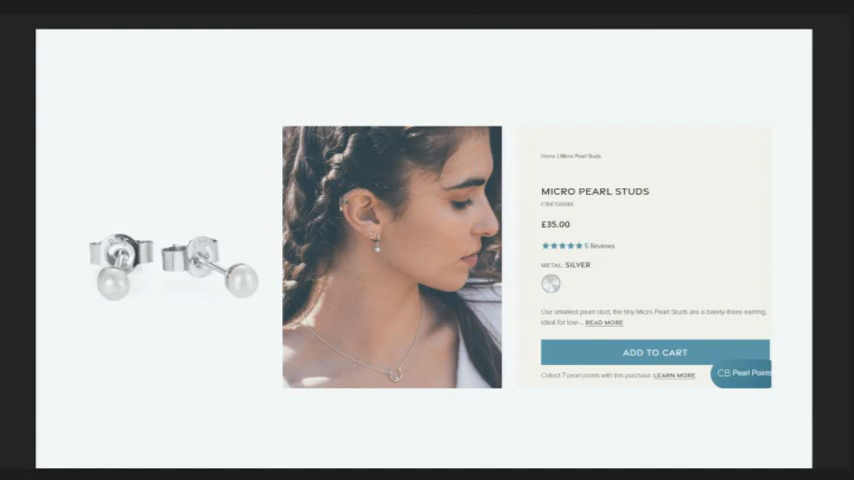 Home | Micro Pearl Studs
MICRO PEARL STUDS
£35.00
5 Reviews
METAL: SILVER
Our smallest pearl stud, the tiny Micro Pearl Studs are a barely-there earring,
ideal for low-... READ MORE
ADD TO CART
Collect 7 pearl points with this purchase. LEARN MORE
CB Pearl Points